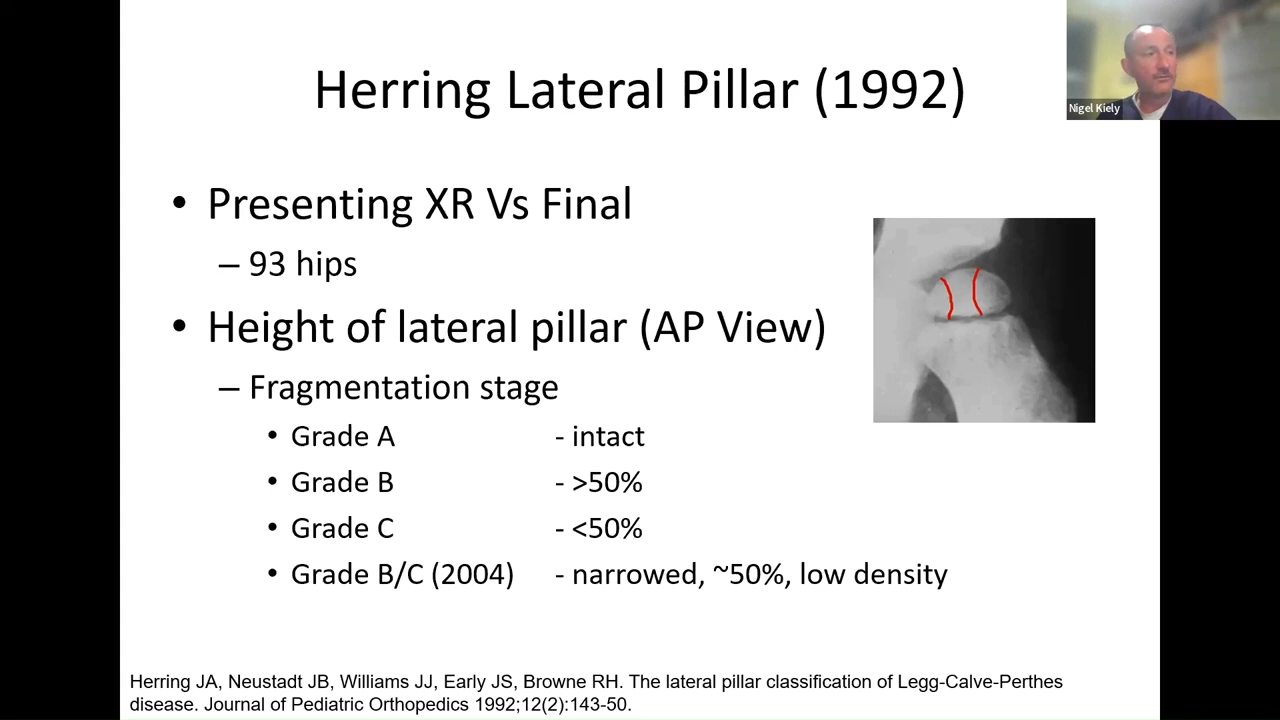 Herring Lateral Pillar (1992)
Nigel Kiely
• Presenting XR Vs Final
– 93 hips
• Height of lateral pillar (AP View)
– Fragmentation stage
• Grade A - intact
• Grade B - >50%
• Grade C - <50%
• Grade B/C (2004) - narrowed, ~50%, low density
Herring JA, Neustadt JB, Williams JJ, Early JS, Browne RH. The lateral pillar classification of Legg-Calve-Perthes
disease. Journal of Pediatric Orthopedics 1992;12(2):143-50.